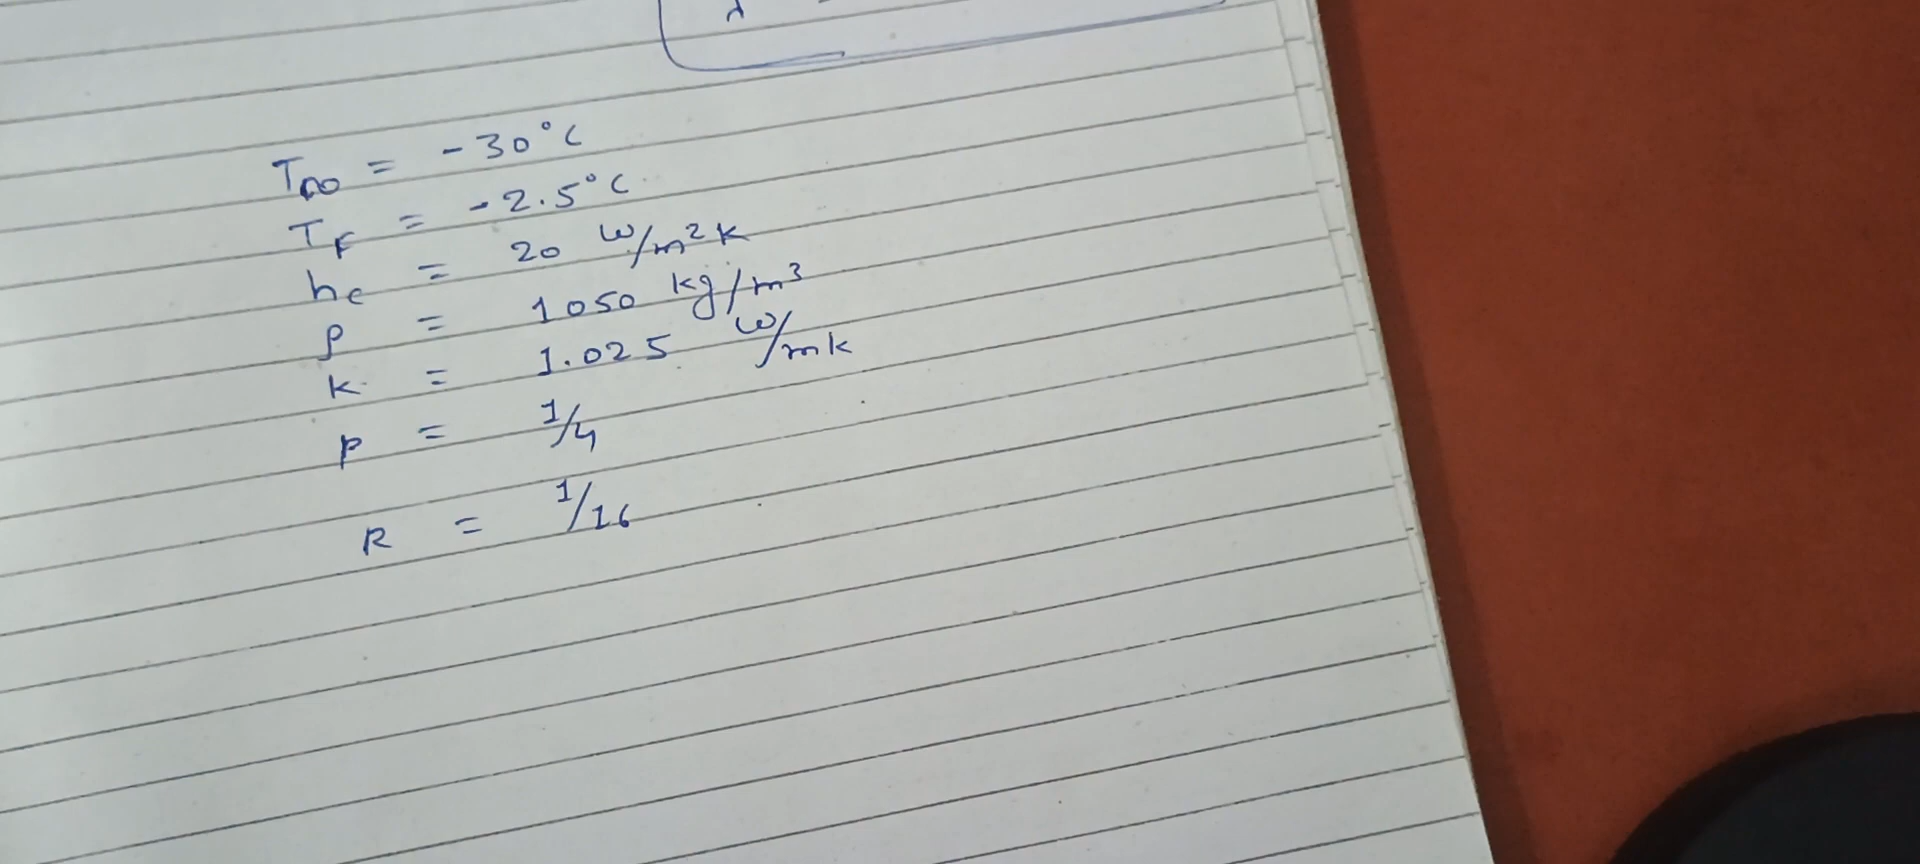 T∞ = -30°C
TF = -2.5°C
hc = 20 W/m²K
ρ = 1050 kg/m³
k = 1.025 W/mk
P = 1/4
R = 1/16